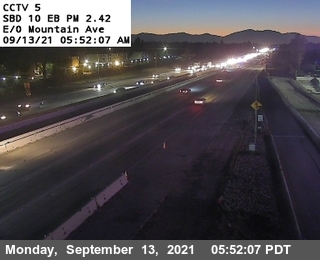 CCTV 5
SBD 10 EB PM 2.42
E/O Mountain Ave
09/13/21 05:52:07 AM
Monday, September 13, 2021 05:52:07 PDT